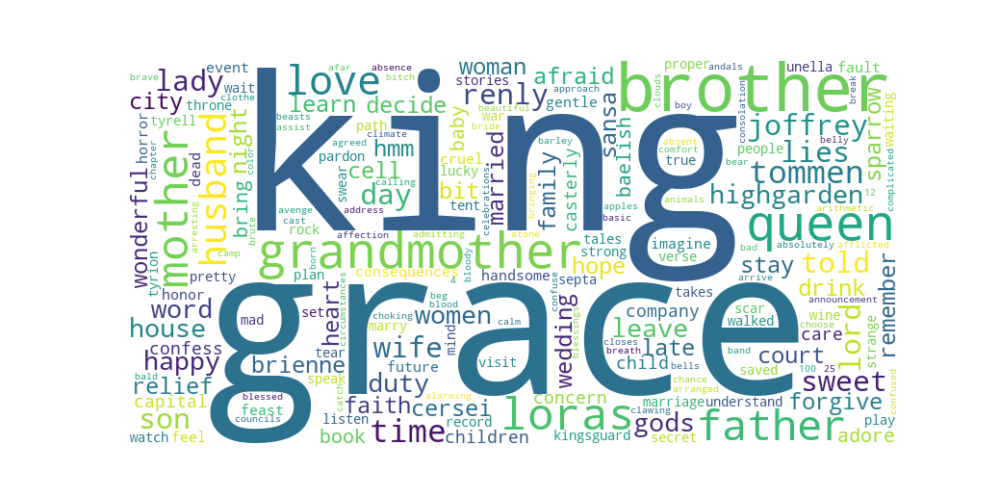 king
grace
brother
grandmother
queen
father
mother
loras
husband
love
lady
city
throne
tyrell
dead
horror
wonderful
tyrion
pretty
honor
word
house
confess
happy
relief
capital
son
watch
feel
bald
brave
event
wait
clothe
chapter
arresting
color
bring
night
brute
camp
afar
absence
bitch
beasts
assist
learn
decide
path
climate
agreed
hmm
pardon
cell
lucky
swear
calling
day
bit
avenge
address
cast
rock
affection
admitting
tent
born
plan
consequences
bloody
baby
cruel
war
stories
beautiful
bride
woman
renly
afraid
approach
gentle
married
celebrations
family
bringing
barley
casterly
apples
basic
atone
tales
strong
hope
septa
handsome
sansa
baelish
boy
clouds
proper
andals
consolation
absent
comfort
true
people
bear
animals
imagine
verse
unella
fault
break
joffrey
lies
belly
tommen
highgarden
12
sparrow
waiting
complicated
arithmetic
bad
absolutely
afflicted
stay
told
arrive
drink
announcement
remember
wine
choose
care
lord
strange
scar
walked
takes
company
leave
late
closes
child
saved
band
bells
breath
court
100
25
sweet
confused
chance
arranged
marriage
understand
forgive
play
adore
secret
gods
clawing
kingsguard
concern
wedding
blessings
confuse
calm
visit
mind
women
wife
blood
beg
4
choking
marry
future
circumstances
heart
set
mad
tear
brienne
speak
catch
duty
alarming
faith
cersei
listen
record
book
time
children
blessed
feast
councils